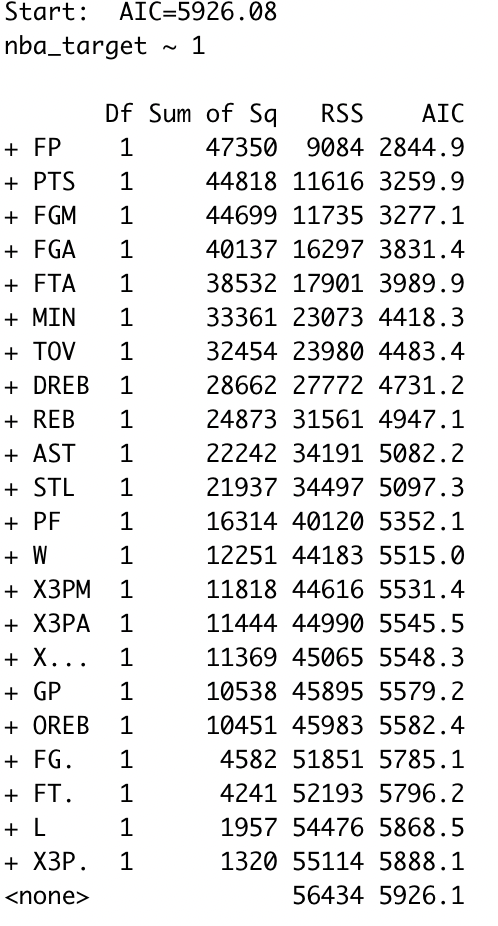 Start:  AIC=5926.08
nba_target ~ 1
       Df Sum of Sq   RSS    AIC
+ FP    1     47350  9084 2844.9
+ PTS   1     44818 11616 3259.9
+ FGM   1     44699 11735 3277.1
+ FGA   1     40137 16297 3831.4
+ FTA   1     38532 17901 3989.9
+ MIN   1     33361 23073 4418.3
+ TOV   1     32454 23980 4483.4
+ DREB  1     28662 27772 4731.2
+ REB   1     24873 31561 4947.1
+ AST   1     22242 34191 5082.2
+ STL   1     21937 34497 5097.3
+ PF    1     16314 40120 5352.1
+ W     1     12251 44183 5515.0
+ X3PM  1     11818 44616 5531.4
+ X3PA  1     11444 44990 5545.5
+ X...  1     11369 45065 5548.3
+ GP    1     10538 45895 5579.2
+ OREB  1     10451 45983 5582.4
+ FG.   1      4582 51851 5785.1
+ FT.   1      4241 52193 5796.2
+ L     1      1957 54476 5868.5
+ X3P.  1      1320 55114 5888.1
<none>              56434 5926.1